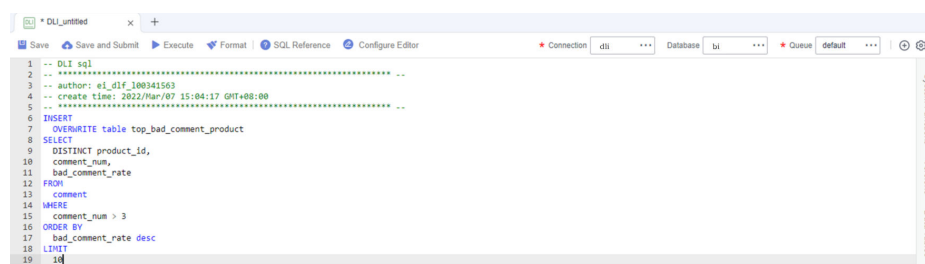 DLI * DLI_untitled × +
Save Save and Submit Execute Format SQL Reference Configure Editor * Connection dli ... Database bi ... * Queue default ...
1 -- DLI sql
2 -- ******************************************************************** --
3 -- author: ei_dlf_l00341563
4 -- create time: 2022/Mar/07 15:04:17 GMT+08:00
5 -- ******************************************************************** --
6 INSERT
7 OVERWRITE table top_bad_comment_product
8 SELECT
9 DISTINCT product_id,
10 comment_num,
11 bad_comment_rate
12 FROM
13 comment
14 WHERE
15 comment_num > 3
16 ORDER BY
17 bad_comment_rate desc
18 LIMIT
19 10